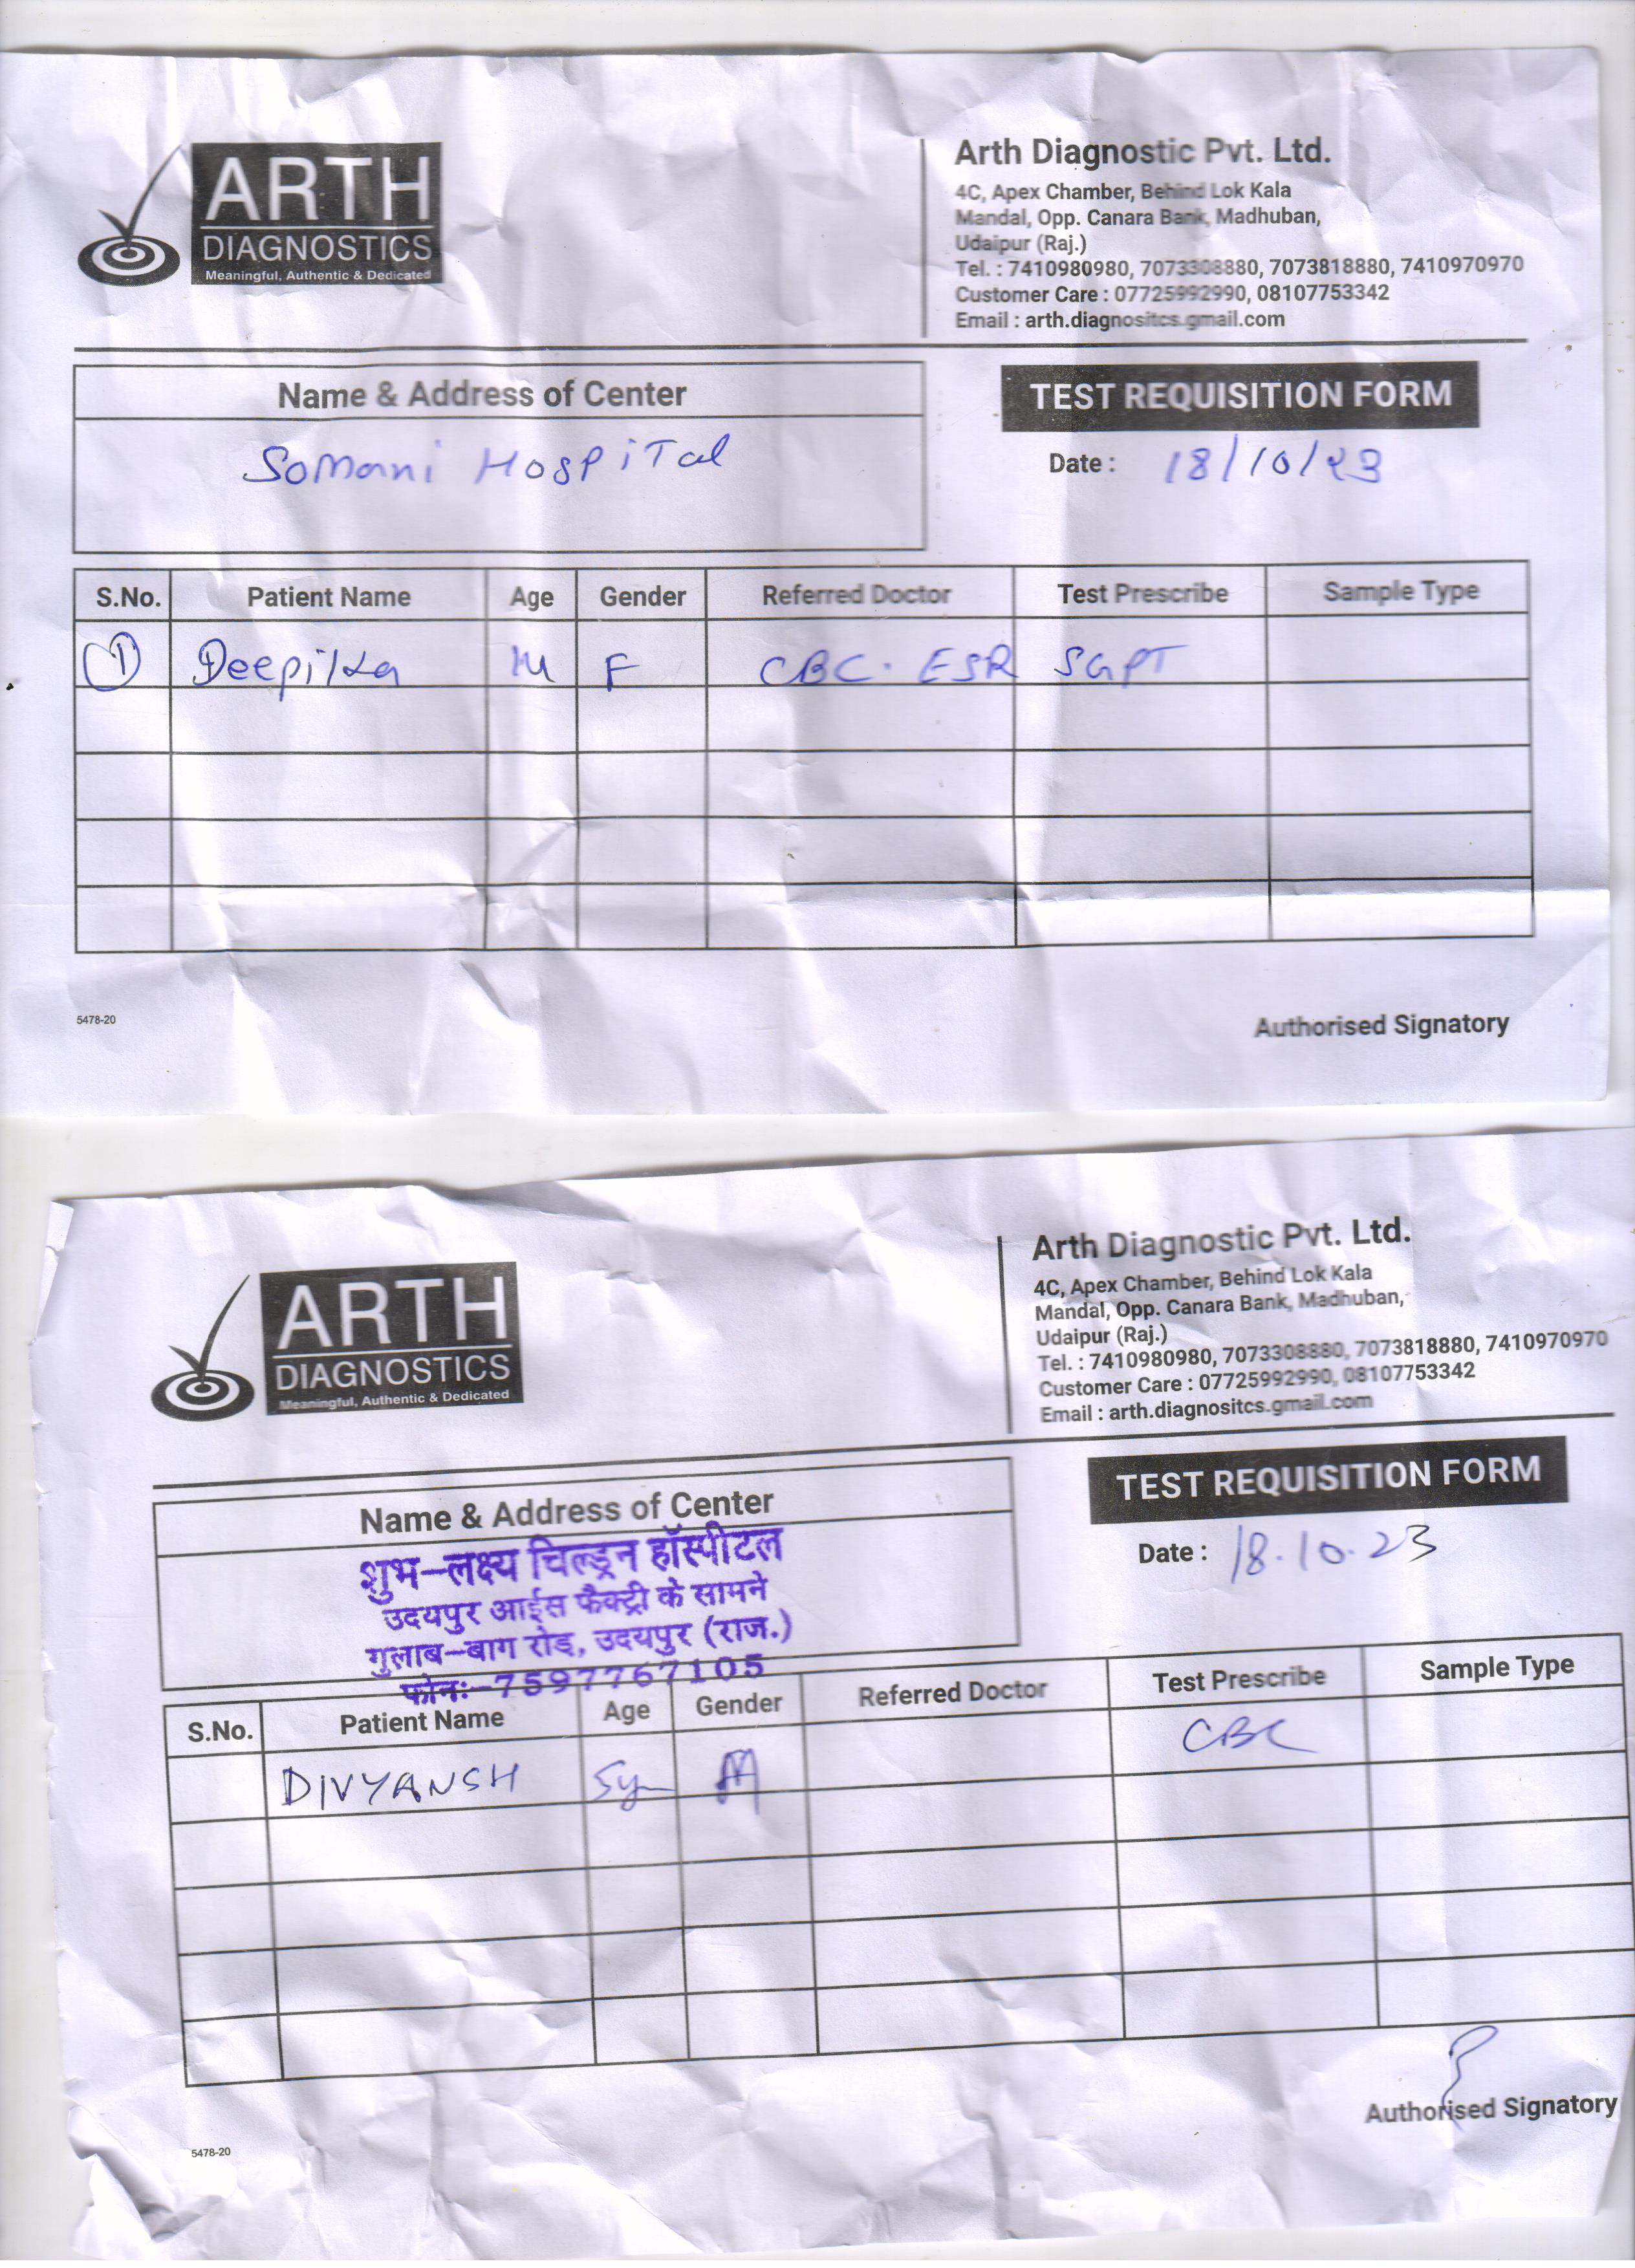 ARTH
DIAGNOSTICS
Meaningful, Authentic & Dedicated
Arth Diagnostic Pvt. Ltd.
4C, Apex Chamber, Behind Lok Kala
Mandal, Opp. Canara Bank, Madhuban,
Udaipur (Raj.)
Tel. : 7410980980, 7073308880, 7073818880, 7410970970
Customer Care : 07725992990, 08107753342
Email : arth.diagnositcs.gmail.com
Name & Address of Center
TEST REQUISITION FORM
Somani Hospital
Date : 18/10/23
S.No. Patient Name Age Gender Referred Doctor Test Prescribe Sample Type
1 Deepika F CBC. ESR SGPT
5478-20
Authorised Signatory
ARTH
DIAGNOSTICS
Meaningful, Authentic & Dedicated
Arth Diagnostic Pvt. Ltd.
4C, Apex Chamber, Behind Lok Kala
Mandal, Opp. Canara Bank, Madhuban,
Udaipur (Raj.)
Tel. : 7410980980, 7073308880, 7073818880, 7410970970
Customer Care : 07725992990, 08107753342
Email : arth.diagnositcs.gmail.com
Name & Address of Center
TEST REQUISITION FORM
शुभ-लक्ष्य चिल्ड्रन हॉस्पीटल
उदयपुर आईस फैक्ट्री के सामने
गुलाब-बाग रोड, उदयपुर (राज.)
फोन:-7597767105
Date : 18.10.23
S.No. Patient Name Age Gender Referred Doctor Test Prescribe Sample Type
DIVYANSH M CBC
Authorised Signatory
5478-20